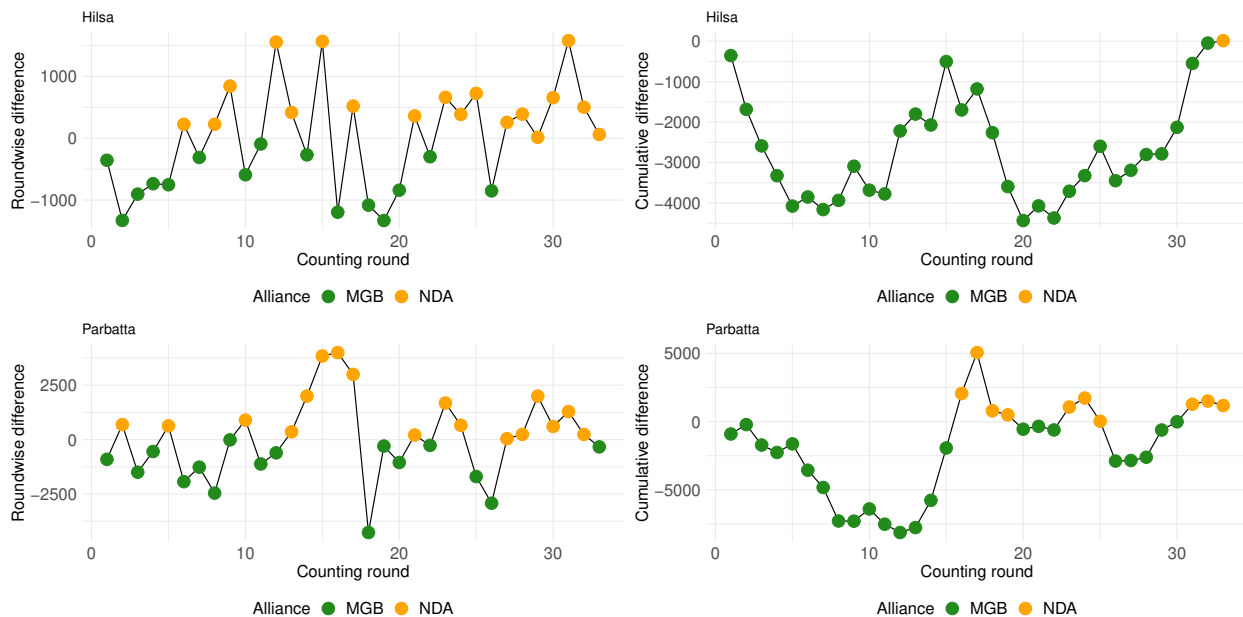 Hilsa
Roundwise difference
1000
0
−1000
0 10 20 30
Counting round
Alliance MGB NDA
Hilsa
Cumulative difference
0
−1000
−2000
−3000
−4000
0 10 20 30
Counting round
Alliance MGB NDA
Parbatta
Roundwise difference
2500
0
−2500
0 10 20 30
Counting round
Alliance MGB NDA
Parbatta
Cumulative difference
5000
0
−5000
0 10 20 30
Counting round
Alliance MGB NDA